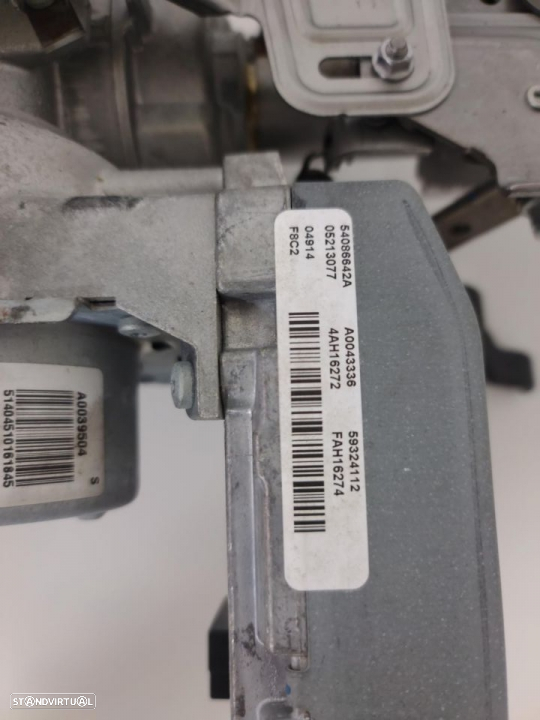 54086642A A0043336 59324112
05213077 4AH16272 FAH16274
04914
F8C2
A0039504 S
51404510161845
STANDVIRTUAL